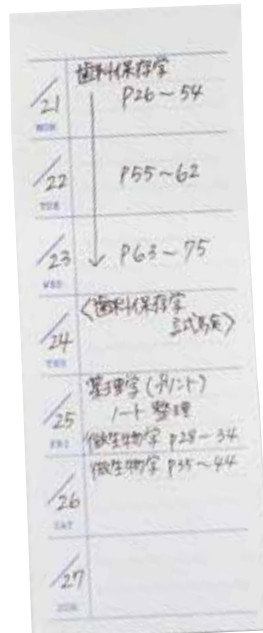 歯科保存学
/21 P26~54
MON
/22 P55~62
TUE
/23 P63~75
WED
<歯科保存学
/24
THU
薬理学(プリント)
/25 ノート整理
FRI 微生物学 P28~34
微生物学 P35~44
/26
SAT
/27
SUN